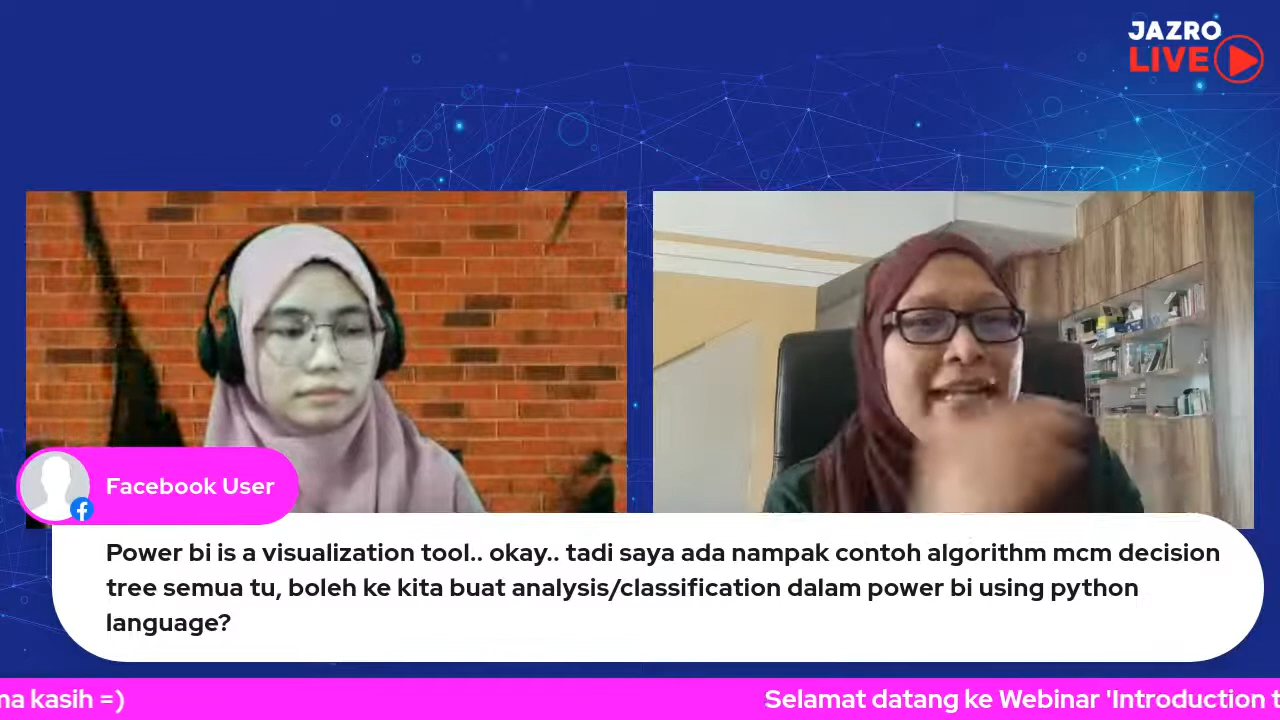 JAZRO
LIVE
Facebook User
Power bi is a visualization tool.. okay.. tadi saya ada nampak contoh algorithm mcm decision
tree semua tu, boleh ke kita buat analysis/classification dalam power bi using python
language?
ma kasih =) Selamat datang ke Webinar 'Introduction t